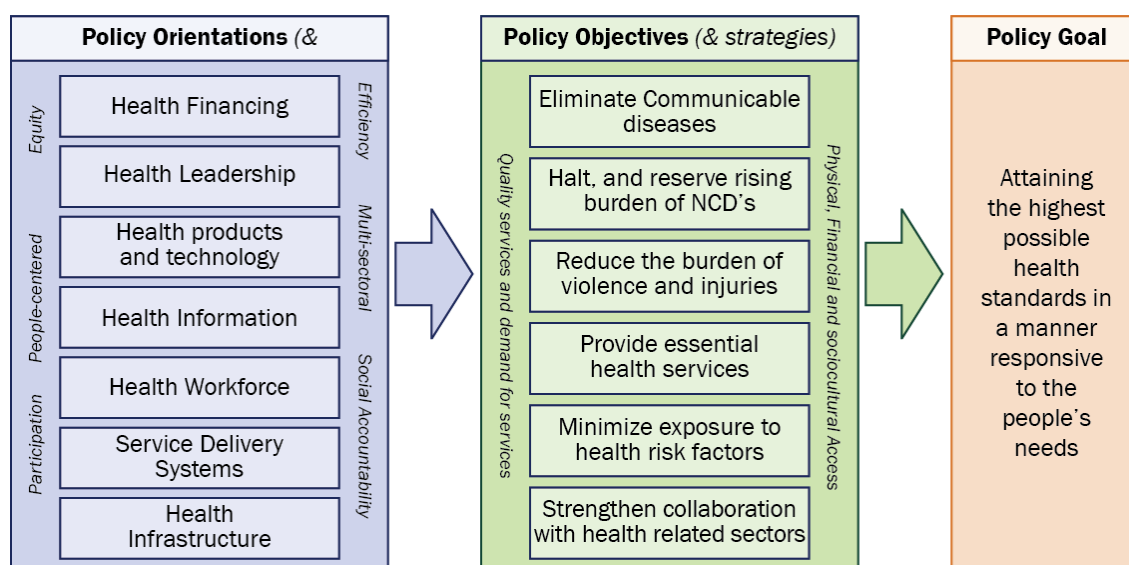 Policy Orientations (&
Equity
People-centered
Participation
Health Financing
Health Leadership
Health products
and technology
Health Information
Health Workforce
Service Delivery
Systems
Health
Infrastructure
Efficiency
Multi-sectoral
Social Accountability
Policy Objectives (& strategies)
Quality services and demand for services
Eliminate Communicable
diseases
Halt, and reserve rising
burden of NCD's
Reduce the burden of
violence and injuries
Provide essential
health services
Minimize exposure to
health risk factors
Strengthen collaboration
with health related sectors
Physical, Financial and sociocultural Access
Policy Goal
Attaining
the highest
possible
health
standards in
a manner
responsive
to the
people's
needs